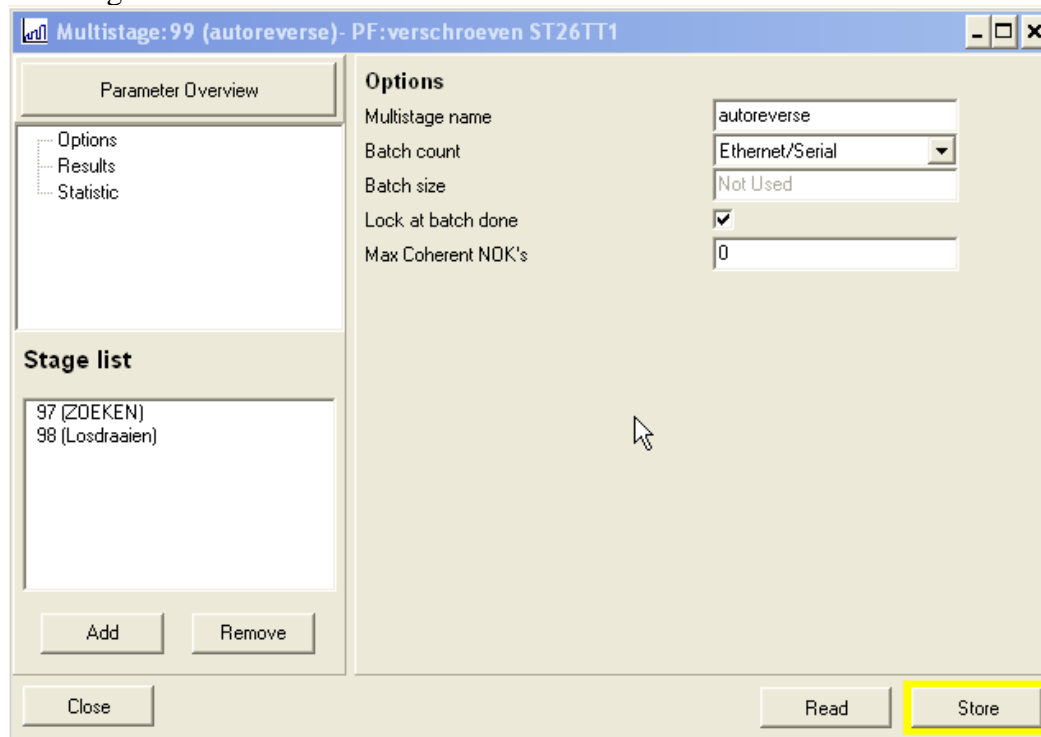 Multistage: 99 (autoreverse)- PF:verschroeven ST26TT1
Parameter Overview
Options
Results
Statistic
Stage list
97 (ZOEKEN)
98 (Losdraaien)
Add Remove
Options
Multistage name autoreverse
Batch count Ethernet/Serial
Batch size Not Used
Lock at batch done
Max Coherent NOK's 0
Close Read Store